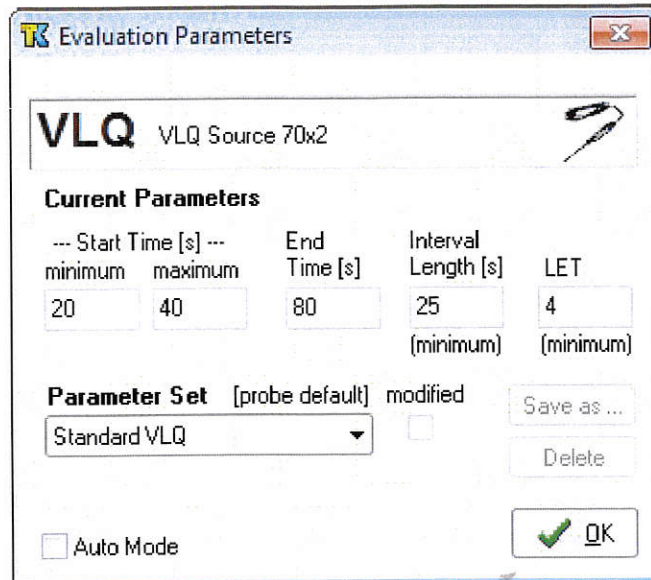 TK Evaluation Parameters
VLQ VLQ Source 70x2
Current Parameters
--- Start Time [s] ---
minimum maximum
End
Time [s]
Interval
Length [s]
LET
20 40 80 25 4
(minimum) (minimum)
Parameter Set [probe default] modified
Standard VLQ
Save as ...
Delete
Auto Mode
OK